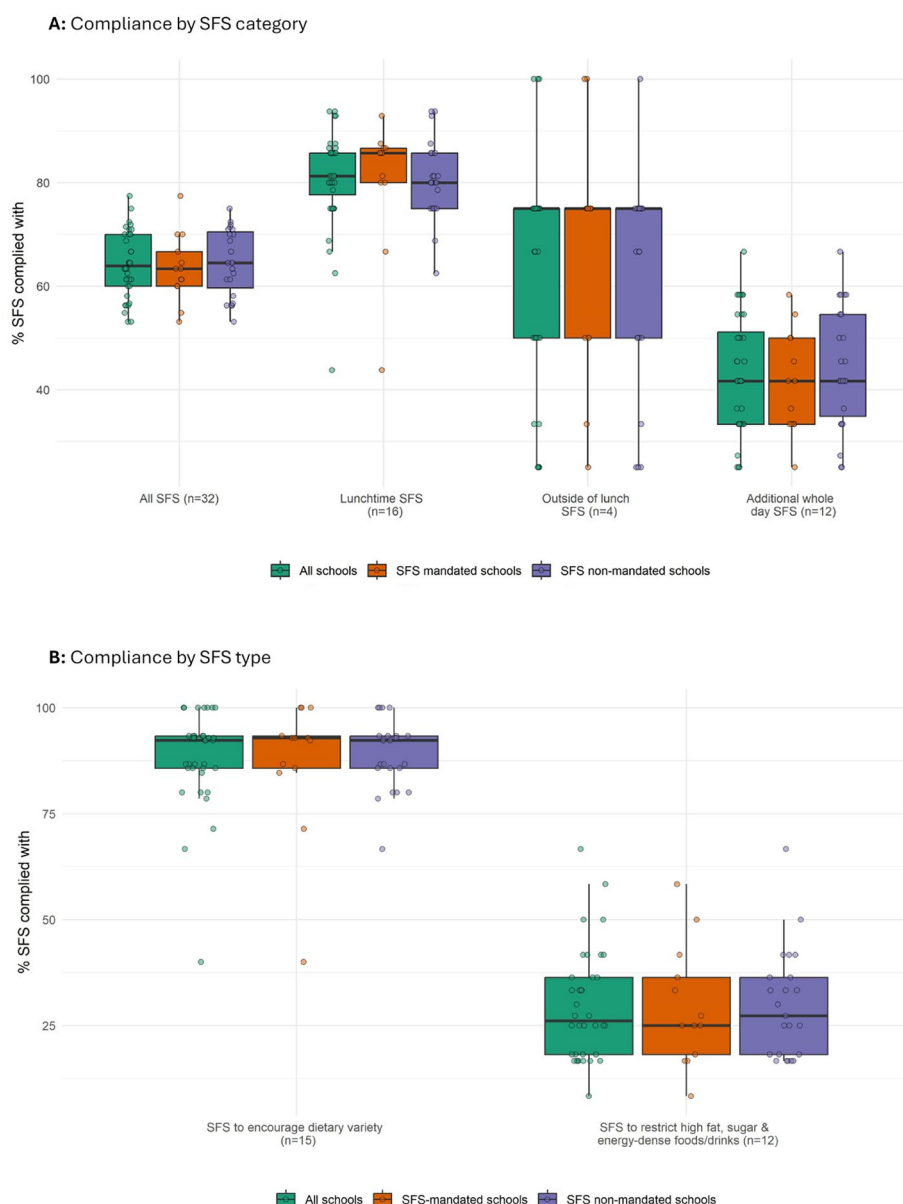 A: Compliance by SFS category
100
80
60
40
% SFS complied with
All SFS (n=32)
Lunchtime SFS
(n=16)
Outside of lunch
SFS (n=4)
Additional whole
day SFS (n=12)
All schools
SFS mandated schools
SFS non-mandated schools
B: Compliance by SFS type
100
75
50
25
% SFS complied with
SFS to encourage dietary variety
(n=15)
SFS to restrict high fat, sugar &
energy-dense foods/drinks (n=12)
All schools
SFS-mandated schools
SFS non-mandated schools